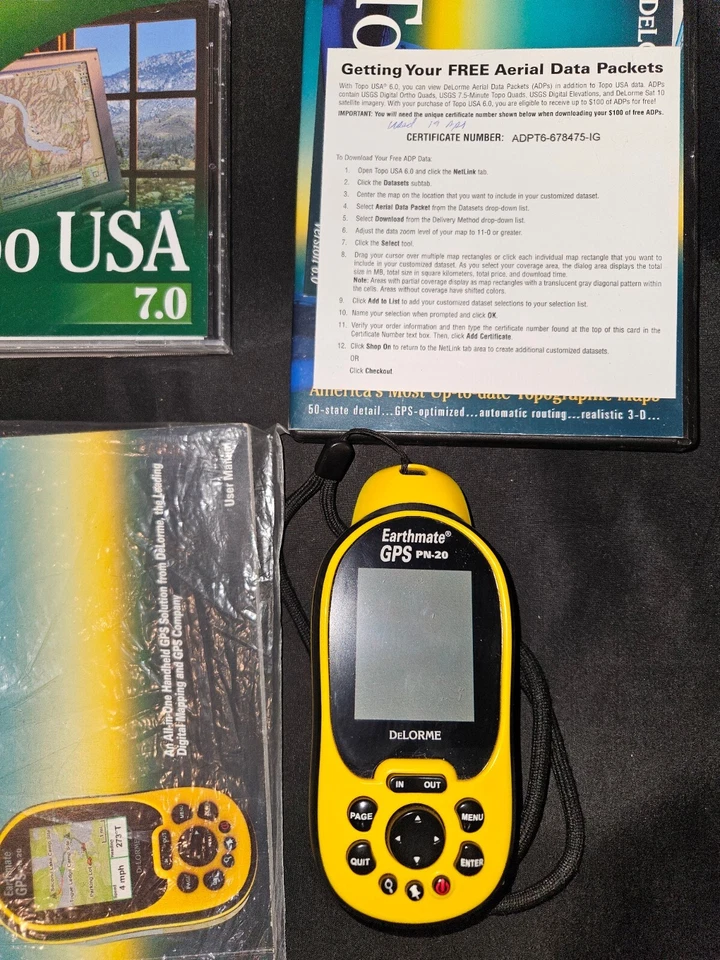 po USA
7.0
To
DELO
Getting Your FREE Aerial Data Packets
With Topo USA® 6.0, you can view DeLorme Aerial Data Packets (ADPs) in addition to Topo USA data. ADPs
contain USGS Digital Ortho Quads, USGS 7.5-Minute Topo Quads, USGS Digital Elevations, and DeLorme Sat 10
satellite imagery. With your purchase of Topo USA 6.0, you are eligible to receive up to $100 of ADPs for free!
IMPORTANT: You will need the unique certificate number shown below when downloading your $100 of free ADPs.
used
CERTIFICATE NUMBER: ADPT6-678475-IG
To Download Your Free ADP Data:
1. Open Topo USA 6.0 and click the NetLink tab.
2. Click the Datasets subtab.
3. Center the map on the location that you want to include in your customized dataset.
4. Select Aerial Data Packet from the Datasets drop-down list.
5. Select Download from the Delivery Method drop-down list.
6. Adjust the data zoom level of your map to 11-0 or greater.
7. Click the Select tool.
8. Drag your cursor over multiple map rectangles or click each individual map rectangle that you want to
include in your customized dataset. As you select your coverage area, the dialog area displays the total
size in MB, total size in square kilometers, total price, and download time.
Note: Areas with partial coverage display as map rectangles with a translucent gray diagonal pattern within
the cells. Areas without coverage have shifted colors.
9. Click Add to List to add your customized dataset selections to your selection list.
10. Name your selection when prompted and click OK.
11. Verify your order information and then type the certificate number found at the top of this card in the
Certificate Number text box. Then, click Add Certificate.
12. Click Shop On to return to the NetLink tab area to create additional customized datasets.
OR
Click Checkout.
version 6.0
America's Most Up-to-date Topographic Maps
50-state detail...GPS-optimized...automatic routing...realistic 3-D...
User Manual
An All-in-One Handheld GPS Solution from DeLorme, the Leading
Digital Mapping and GPS Company
Earthmate
GPS PN-20
4 mph
273°T
DELORME
Earthmate®
GPS PN-20
DELORME
IN OUT
PAGE
MENU
QUIT
ENTER